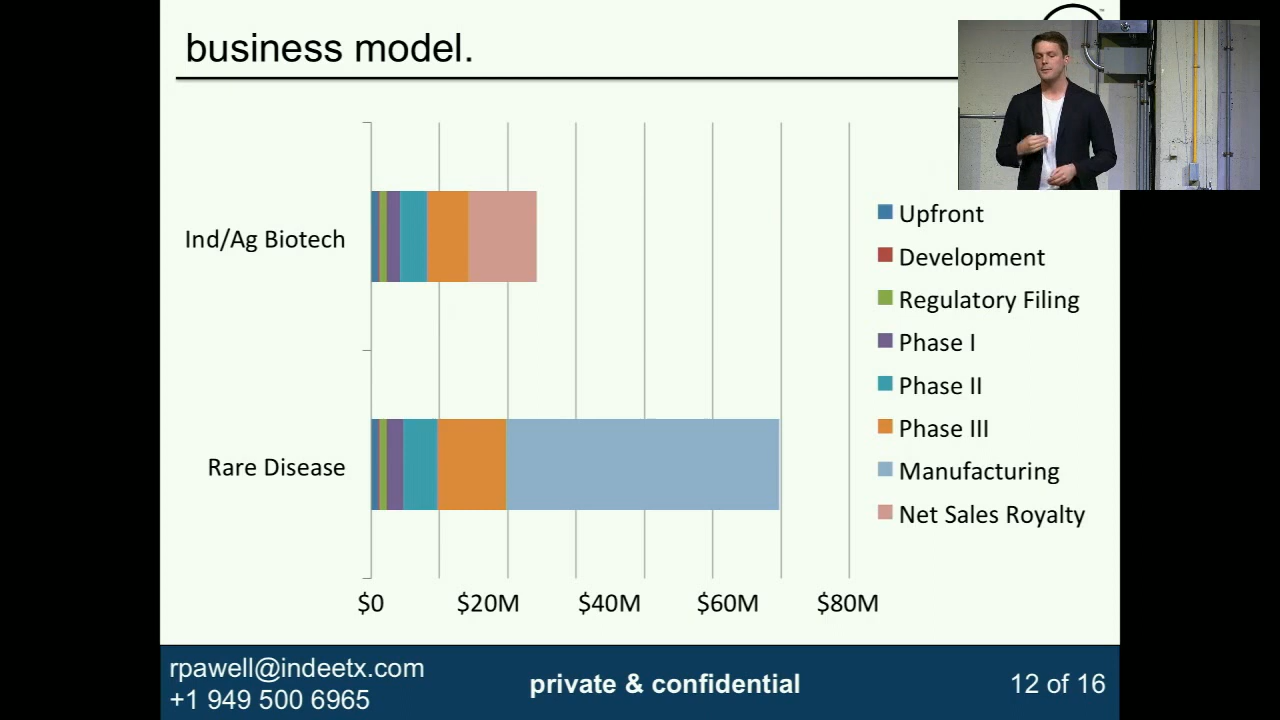 business model.
Ind/Ag Biotech
Rare Disease
$0
$20M
$40M
$60M
$80M
Upfront
Development
Regulatory Filing
Phase I
Phase II
Phase III
Manufacturing
Net Sales Royalty
rpawell@indeetx.com
+1 949 500 6965
private & confidential
12 of 16